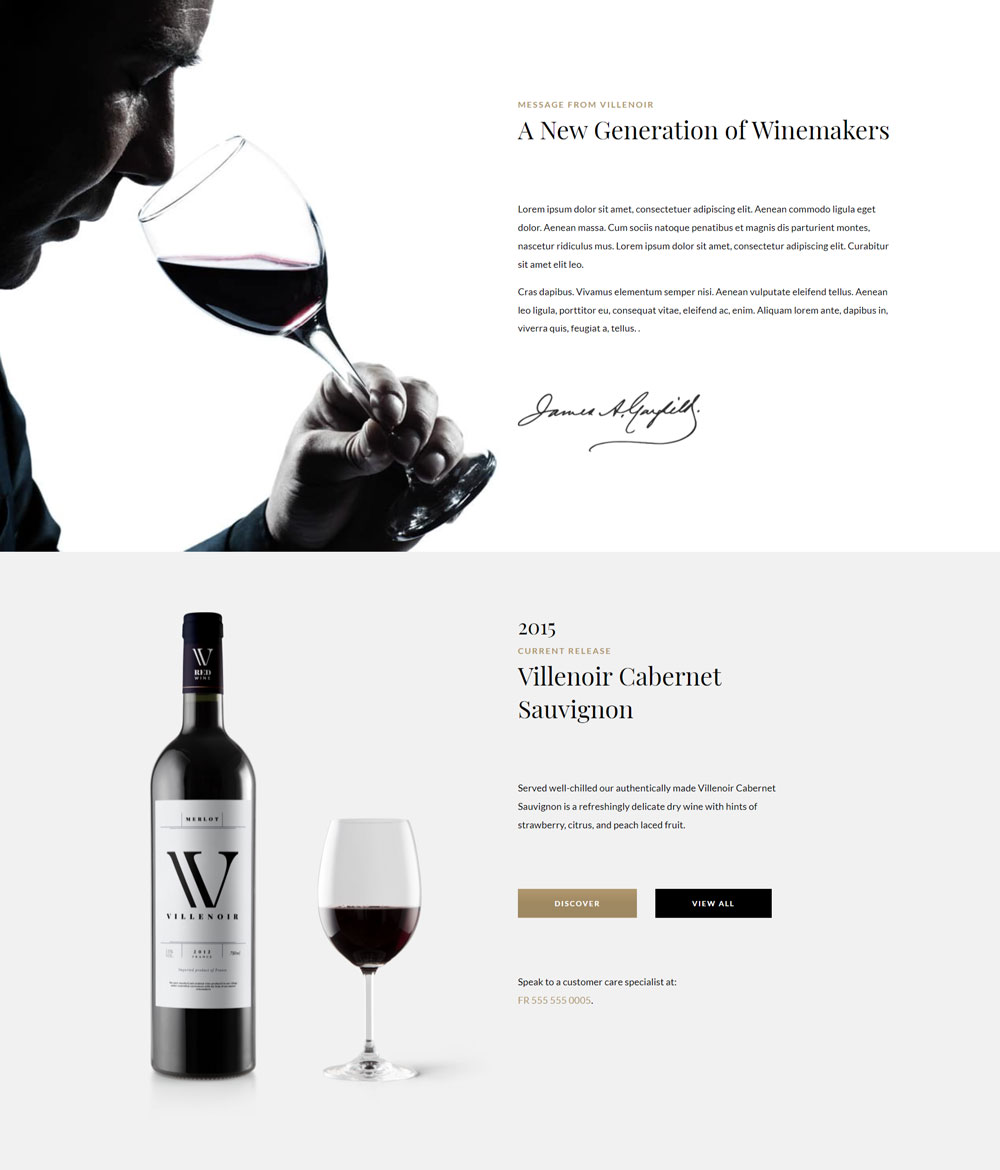 MESSAGE FROM VILLENOIR
A New Generation of Winemakers
Lorem ipsum dolor sit amet, consectetuer adipiscing elit. Aenean commodo ligula eget
dolor. Aenean massa. Cum sociis natoque penatibus et magnis dis parturient montes,
nascetur ridiculus mus. Lorem ipsum dolor sit amet, consectetur adipiscing elit. Curabitur
sit amet elit leo.
Cras dapibus. Vivamus elementum semper nisi. Aenean vulputate eleifend tellus. Aenean
leo ligula, porttitor eu, consequat vitae, eleifend ac, enim. Aliquam lorem ante, dapibus in,
viverra quis, feugiat a, tellus. .
James A. Garfield.
2015
CURRENT RELEASE
Villenoir Cabernet
Sauvignon
Served well-chilled our authentically made Villenoir Cabernet
Sauvignon is a refreshingly delicate dry wine with hints of
strawberry, citrus, and peach laced fruit.
DISCOVER
VIEW ALL
Speak to a customer care specialist at:
FR 555 555 0005.
W
RED
WINE
MERLOT
W
VILLENOIR
2012
FRANCE
750ml
Imported product of France